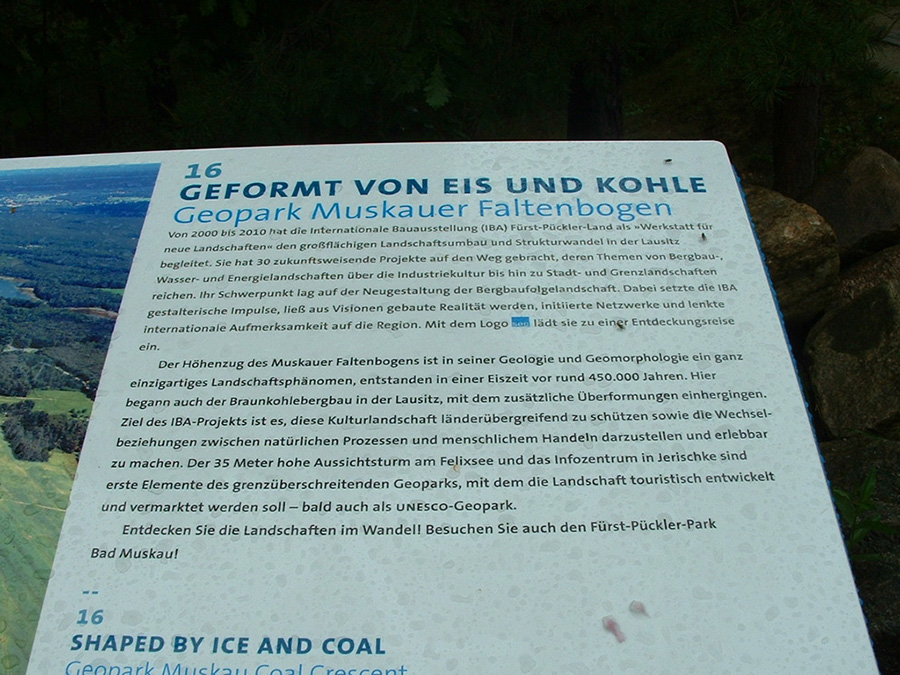 16
GEFORMT VON EIS UND KOHLE
Geopark Muskauer Faltenbogen
Von 2000 bis 2010 hat die Internationale Bauausstellung (IBA) Fürst-Pückler-Land als »Werkstatt für
neue Landschaften« den großflächigen Landschaftsumbau und Strukturwandel in der Lausitz
begleitet. Sie hat 30 zukunftsweisende Projekte auf den Weg gebracht, deren Themen von Bergbau-,
Wasser- und Energielandschaften über die Industriekultur bis hin zu Stadt- und Grenzlandschaften
reichen. Ihr Schwerpunkt lag auf der Neugestaltung der Bergbaufolgelandschaft. Dabei setzte die IBA
gestalterische Impulse, ließ aus Visionen gebaute Realität werden, initiierte Netzwerke und lenkte
internationale Aufmerksamkeit auf die Region. Mit dem Logo lädt sie zu einer Entdeckungsreise
ein.
Der Höhenzug des Muskauer Faltenbogens ist in seiner Geologie und Geomorphologie ein ganz
einzigartiges Landschaftsphänomen, entstanden in einer Eiszeit vor rund 450.000 Jahren. Hier
begann auch der Braunkohlebergbau in der Lausitz, mit dem zusätzliche Überformungen einhergingen.
Ziel des IBA-Projekts ist es, diese Kulturlandschaft länderübergreifend zu schützen sowie die Wechsel-
beziehungen zwischen natürlichen Prozessen und menschlichem Handeln darzustellen und erlebbar
zu machen. Der 35 Meter hohe Aussichtsturm am Felixsee und das Infozentrum in Jerischke sind
erste Elemente des grenzüberschreitenden Geoparks, mit dem die Landschaft touristisch entwickelt
und vermarktet werden soll – bald auch als UNESCO-Geopark.
Entdecken Sie die Landschaften im Wandel! Besuchen Sie auch den Fürst-Pückler-Park
Bad Muskau!
--
16
SHAPED BY ICE AND COAL
Geopark Muskau Coal Crescent